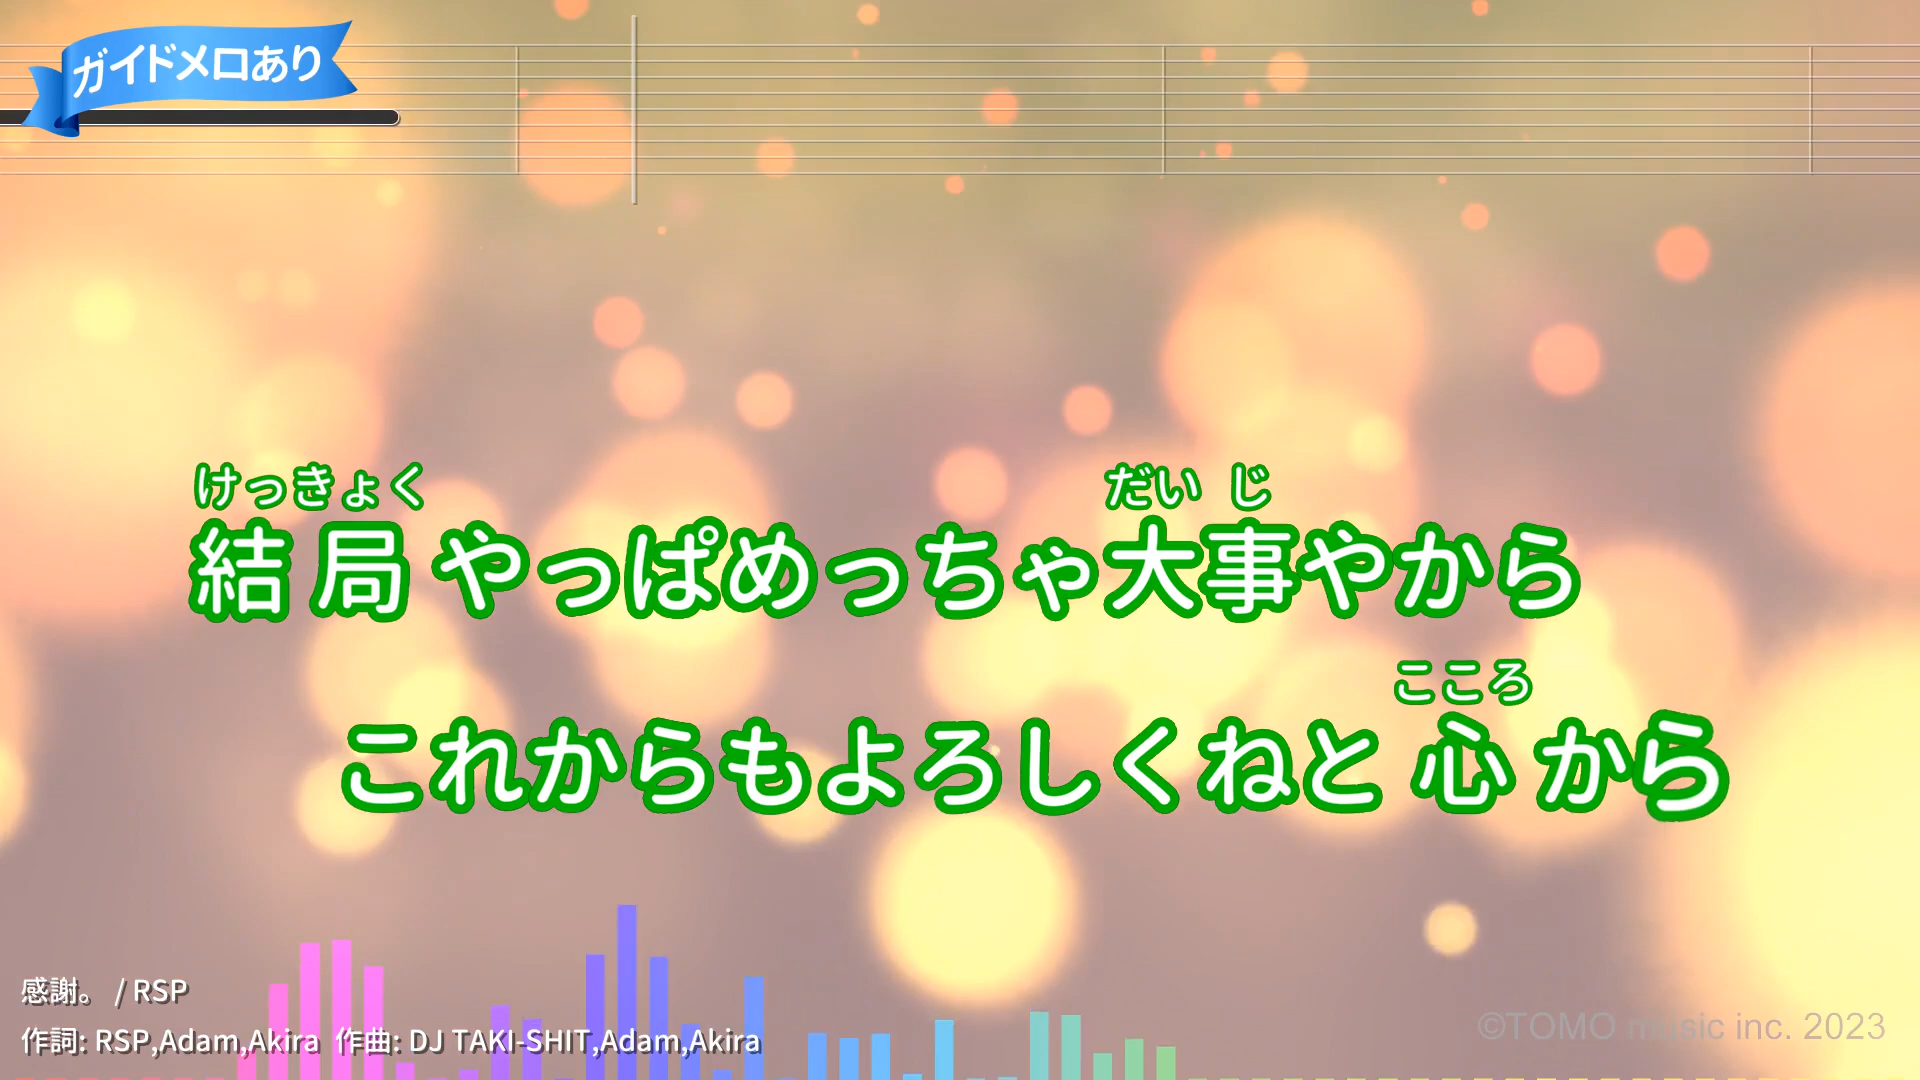 ガイドメロあり
けっきょく だい じ
結局 やっぱめっちゃ大事やから
こころ
これからもよろしくねと 心 から
感謝。 / RSP
作詞: RSP,Adam,Akira 作曲: DJ TAKI-SHIT,Adam,Akira
©TOMO music inc. 2023